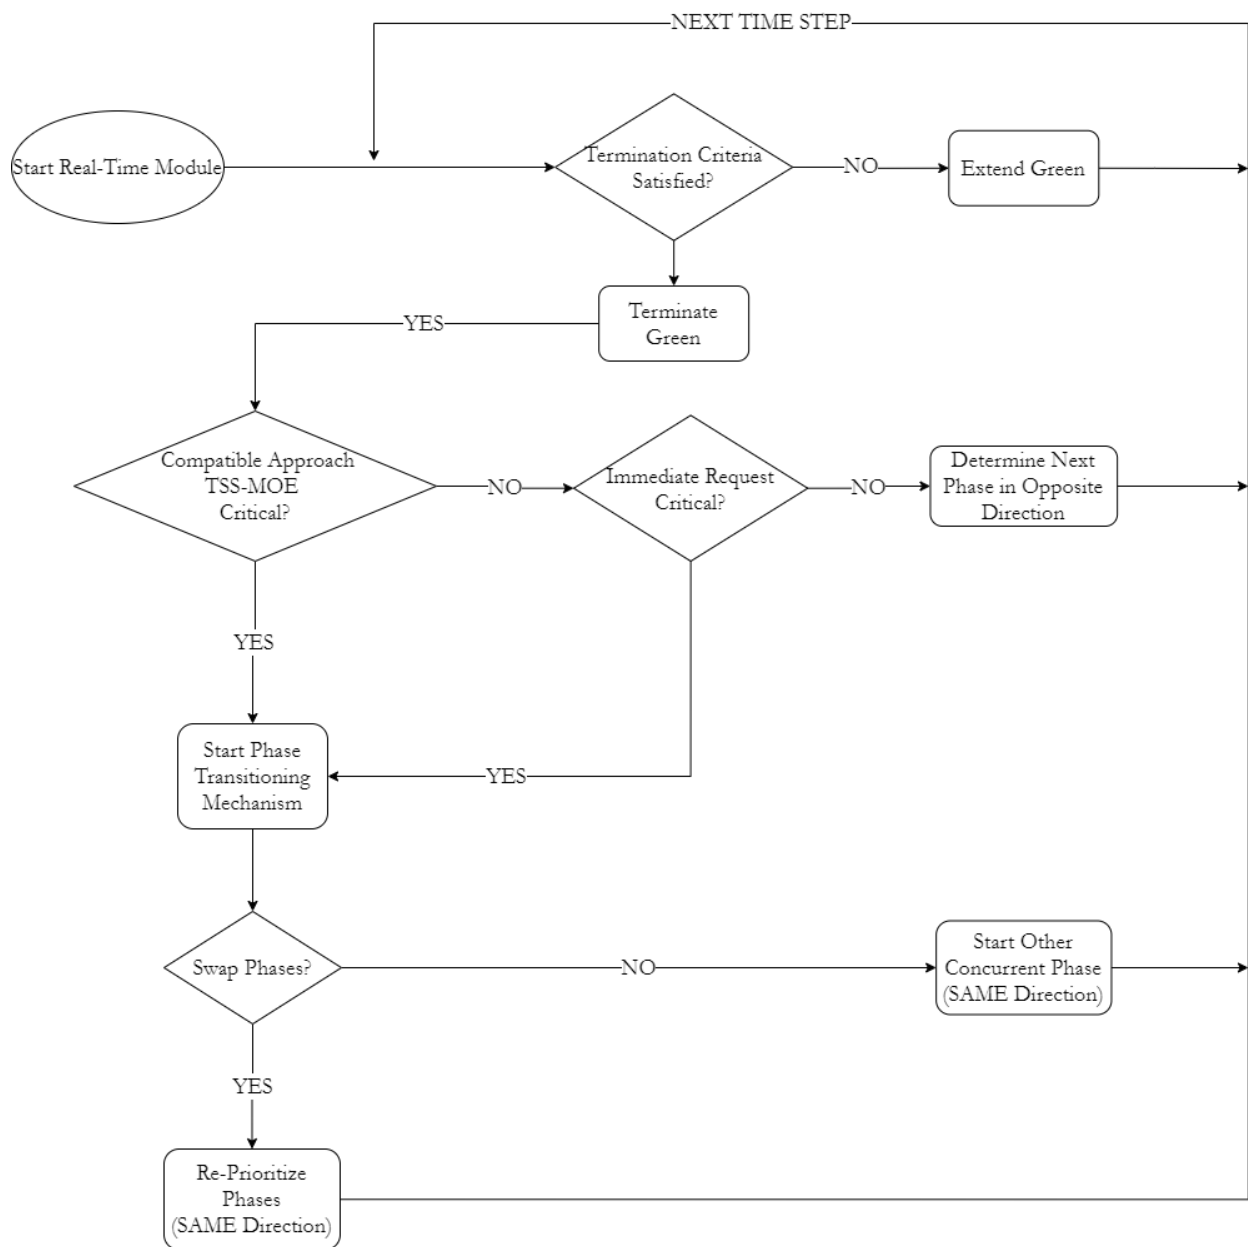 NEXT TIME STEP
Start Real-Time Module
Termination Criteria
Satisfied?
NO
Extend Green
Terminate
Green
YES
Compatible Approach
TSS-MOE
Critical?
NO
Immediate Request
Critical?
NO
Determine Next
Phase in Opposite
Direction
YES
Start Phase
Transitioning
Mechanism
YES
Swap Phases?
NO
Start Other
Concurrent Phase
(SAME Direction)
YES
Re-Prioritize
Phases
(SAME Direction)